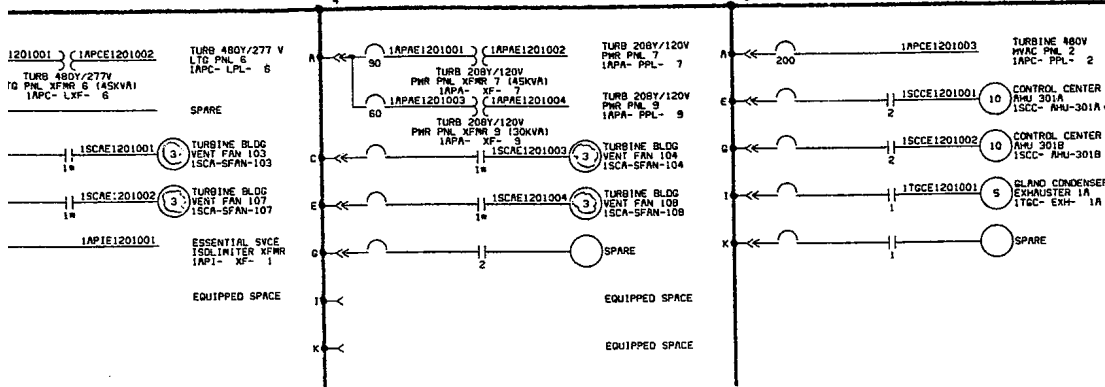 1201001 1APCE1201002
TURB 480Y/277 V
LTG PNL 6
1APC- LPL- 6
TURB 480Y/277V
TG PNL XFMR 6 (45KVA)
1APC- LXF- 6
SPARE
1SCAE1201001
1*
3
TURBINE BLDG
VENT FAN 103
1SCA-SFAN-103
1SCAE1201002
1*
3
TURBINE BLDG
VENT FAN 107
1SCA-SFAN-107
1APIE1201001
ESSENTIAL SVCE
ISOLIMITER XFMR
1API- XF- 1
EQUIPPED SPACE
A
90
1APAE1201001 1APAE1201002
TURB 208Y/120V
PWR PNL 7
1APA- PPL- 7
TURB 208Y/120V
PWR PNL XFMR 7 (45KVA)
1APA- XF- 7
60
1APAE1201003 1APAE1201004
TURB 208Y/120V
PWR PNL 9
1APA- PPL- 9
TURB 208Y/120V
PWR PNL XFMR 9 (30KVA)
1APA- XF- 9
C
1SCAE1201003
1*
3
TURBINE BLDG
VENT FAN 104
1SCA-SFAN-104
E
1SCAE1201004
1*
3
TURBINE BLDG
VENT FAN 108
1SCA-SFAN-108
G
2
SPARE
I
EQUIPPED SPACE
K
EQUIPPED SPACE
A
200
1APCE1201003
TURBINE 480V
HVAC PNL 2
1APC- PPL- 2
E
2
1SCCE1201001
10
CONTROL CENTER
AHU 301A
1SCC- AHU-301A
G
2
1SCCE1201002
10
CONTROL CENTER
AHU 301B
1SCC- AHU-301B
I
1
1TGCE1201001
5
GLAND CONDENSER
EXHAUSTER 1A
1TGC- EXH- 1A
K
1
SPARE